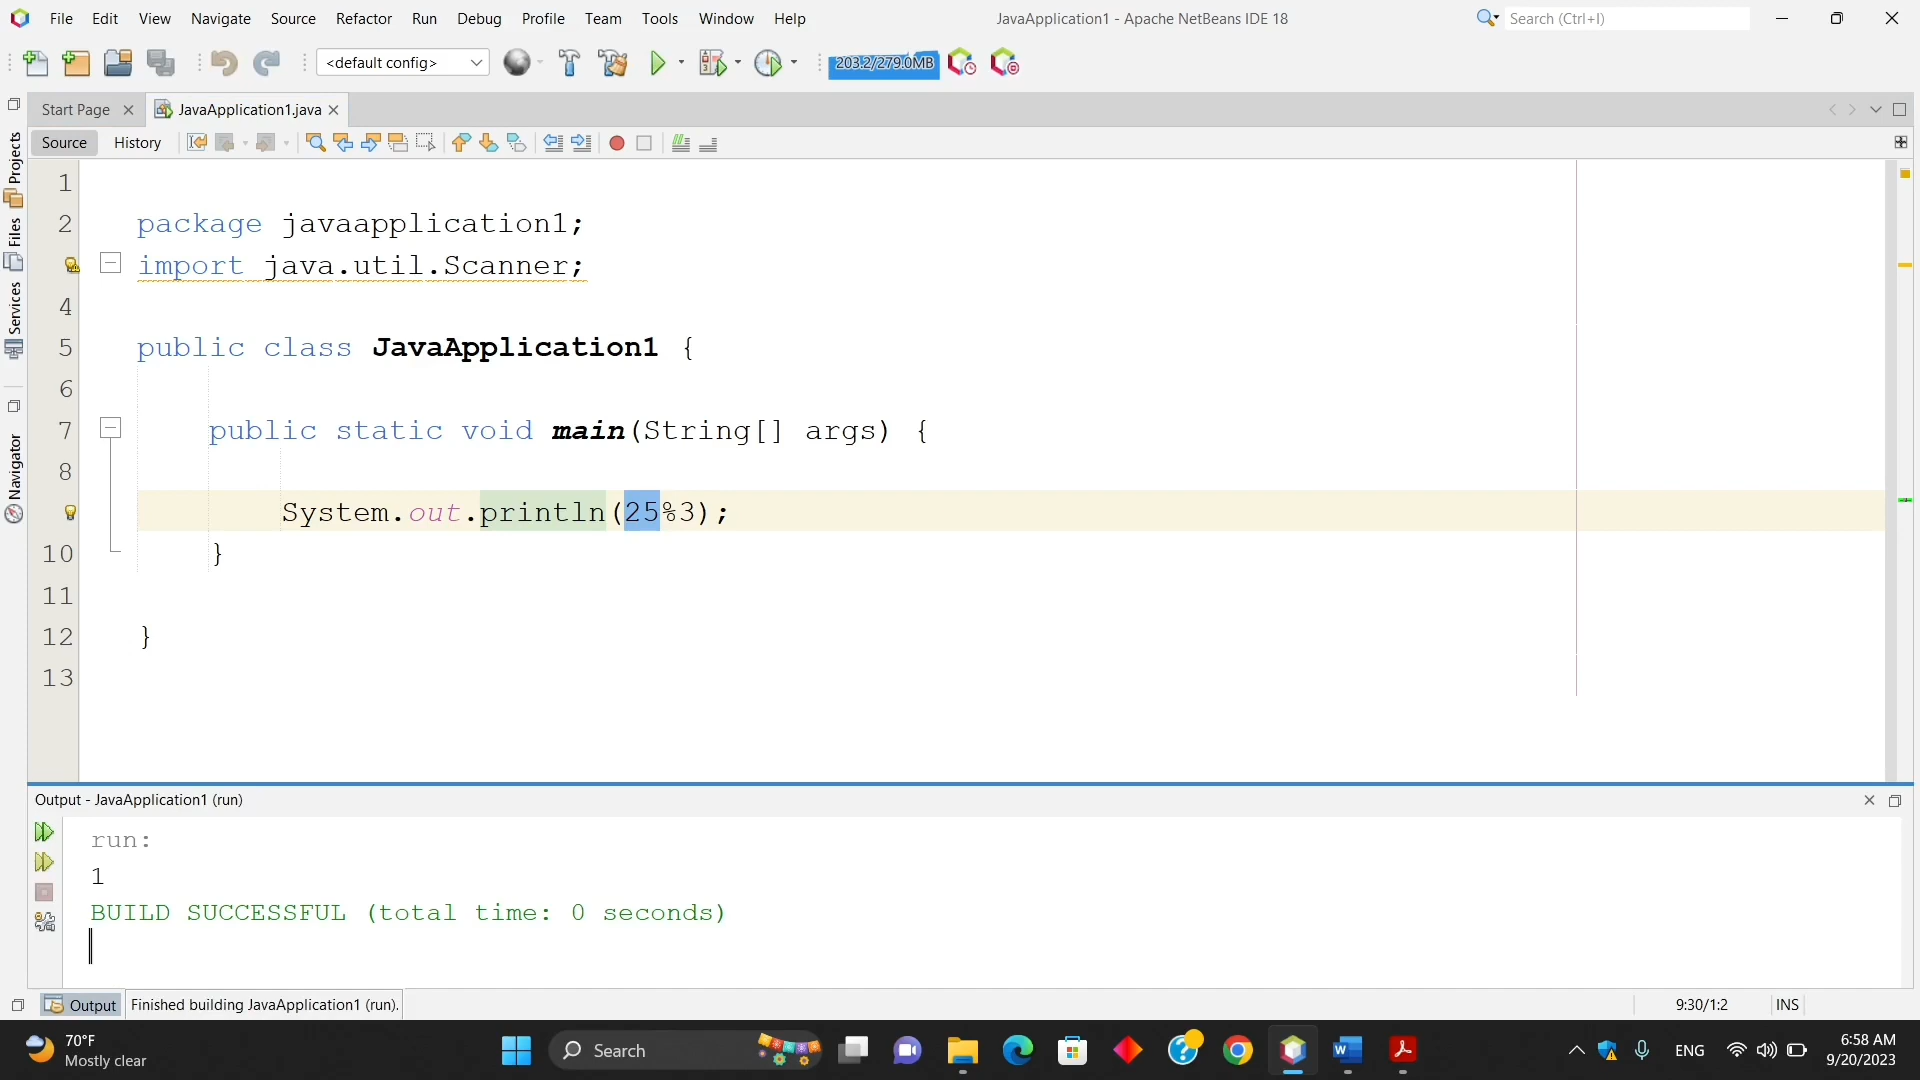 File Edit View Navigate Source Refactor Run Debug Profile Team Tools Window Help
JavaApplication1 - Apache NetBeans IDE 18
Search (Ctrl+I)
<default config>
203.2/279.0MB
Start Page
JavaApplication1.java
Source History
Projects
Files
Services
Navigator
1
2 package javaapplication1;
import java.util.Scanner;
4
5 public class JavaApplication1 {
6
7 public static void main(String[] args) {
8
System.out.println(25%3);
10 }
11
12 }
13
Output - JavaApplication1 (run)
run:
1
BUILD SUCCESSFUL (total time: 0 seconds)
Output Finished building JavaApplication1 (run).
9:30/1:2 INS
70°F
Mostly clear
Search
ENG
6:58 AM
9/20/2023